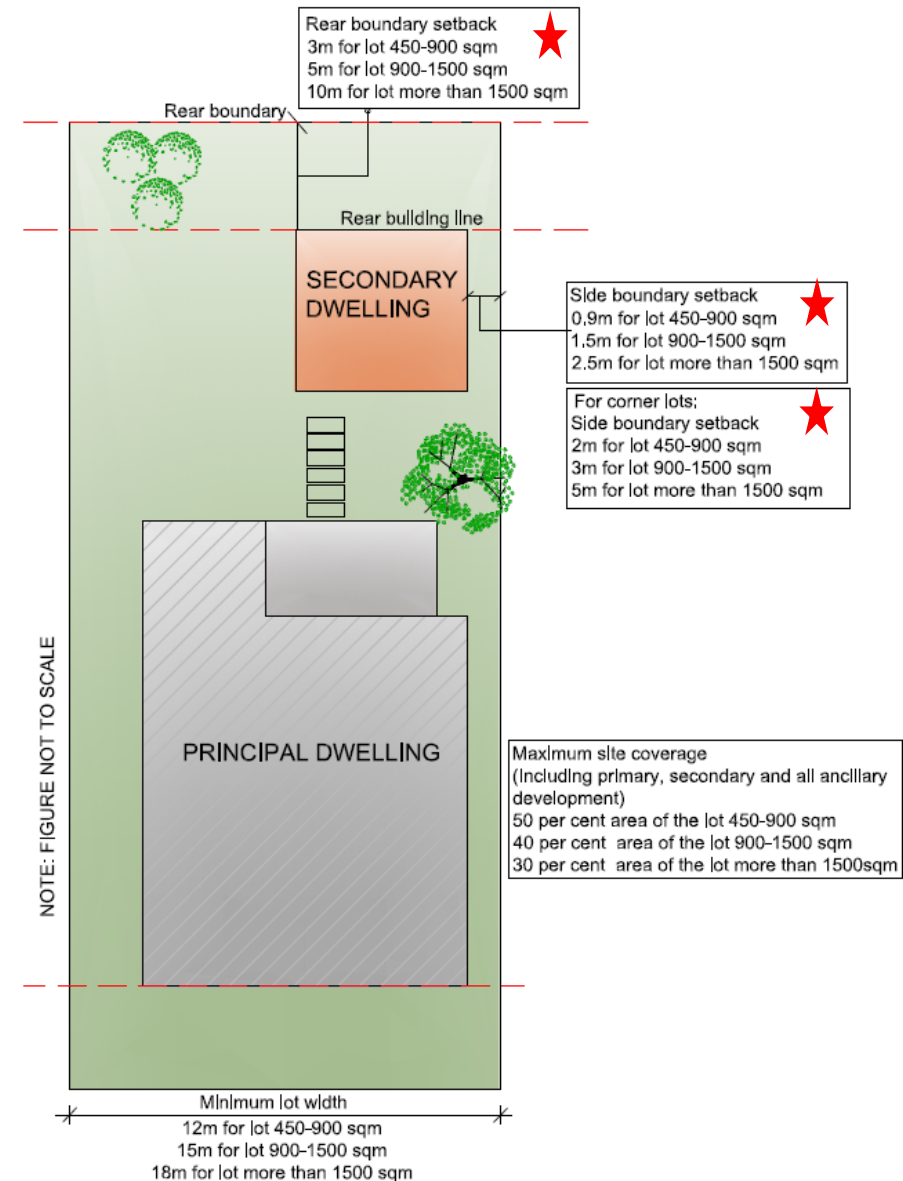 Rear boundary setback
3m for lot 450-900 sqm
5m for lot 900-1500 sqm
10m for lot more than 1500 sqm
Rear boundary
Rear building line
SECONDARY
DWELLING
Side boundary setback
0.9m for lot 450-900 sqm
1.5m for lot 900-1500 sqm
2.5m for lot more than 1500 sqm
For corner lots;
Side boundary setback
2m for lot 450-900 sqm
3m for lot 900-1500 sqm
5m for lot more than 1500 sqm
NOTE: FIGURE NOT TO SCALE
PRINCIPAL DWELLING
Maximum site coverage
(Including primary, secondary and all ancillary
development)
50 per cent area of the lot 450-900 sqm
40 per cent area of the lot 900-1500 sqm
30 per cent area of the lot more than 1500sqm
Minimum lot width
12m for lot 450-900 sqm
15m for lot 900-1500 sqm
18m for lot more than 1500 sqm